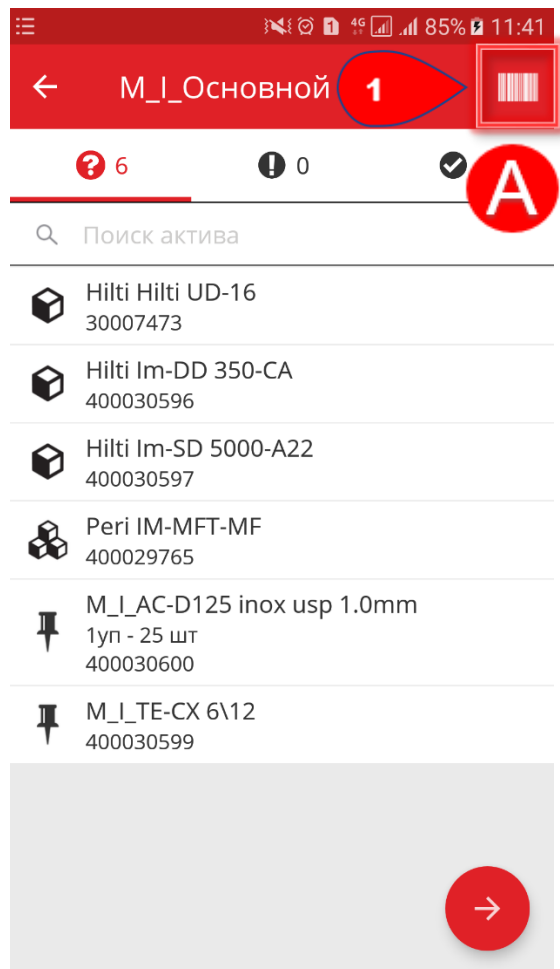 4G 85% 11:41
M_I_Основной 1
A
6 0
Поиск актива
Hilti Hilti UD-16
30007473
Hilti Im-DD 350-CA
400030596
Hilti Im-SD 5000-A22
400030597
Peri IM-MFT-MF
400029765
M_I_AC-D125 inox usp 1.0mm
1уп - 25 шт
400030600
M_I_TE-CX 6\12
400030599